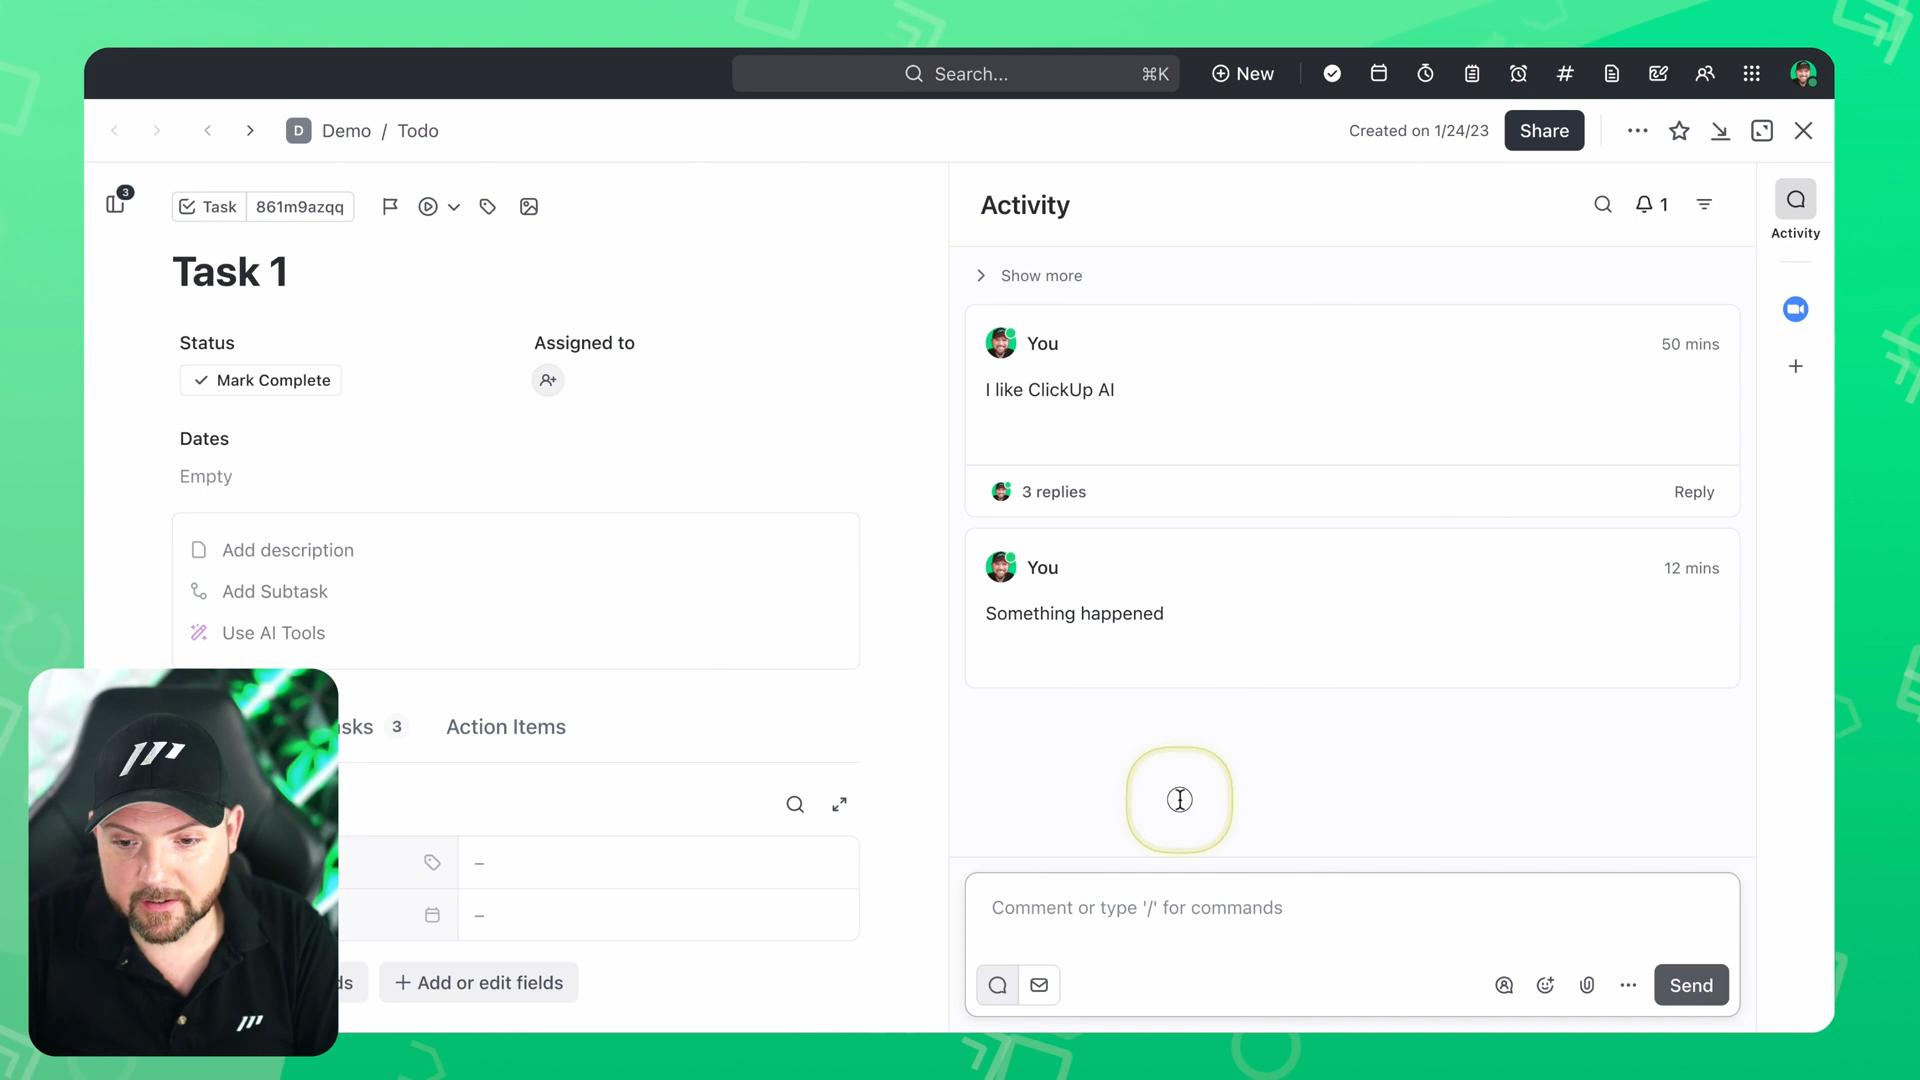 Search... ⌘K
New
D Demo / Todo
Created on 1/24/23
Share
3
Task 861m9azqq
Task 1
Status
Assigned to
Mark Complete
Dates
Empty
Add description
Add Subtask
Use AI Tools
asks 3
Action Items
–
–
ds
+ Add or edit fields
Activity
1
Show more
You
50 mins
I like ClickUp AI
3 replies
Reply
You
12 mins
Something happened
Comment or type '/' for commands
Send
Activity